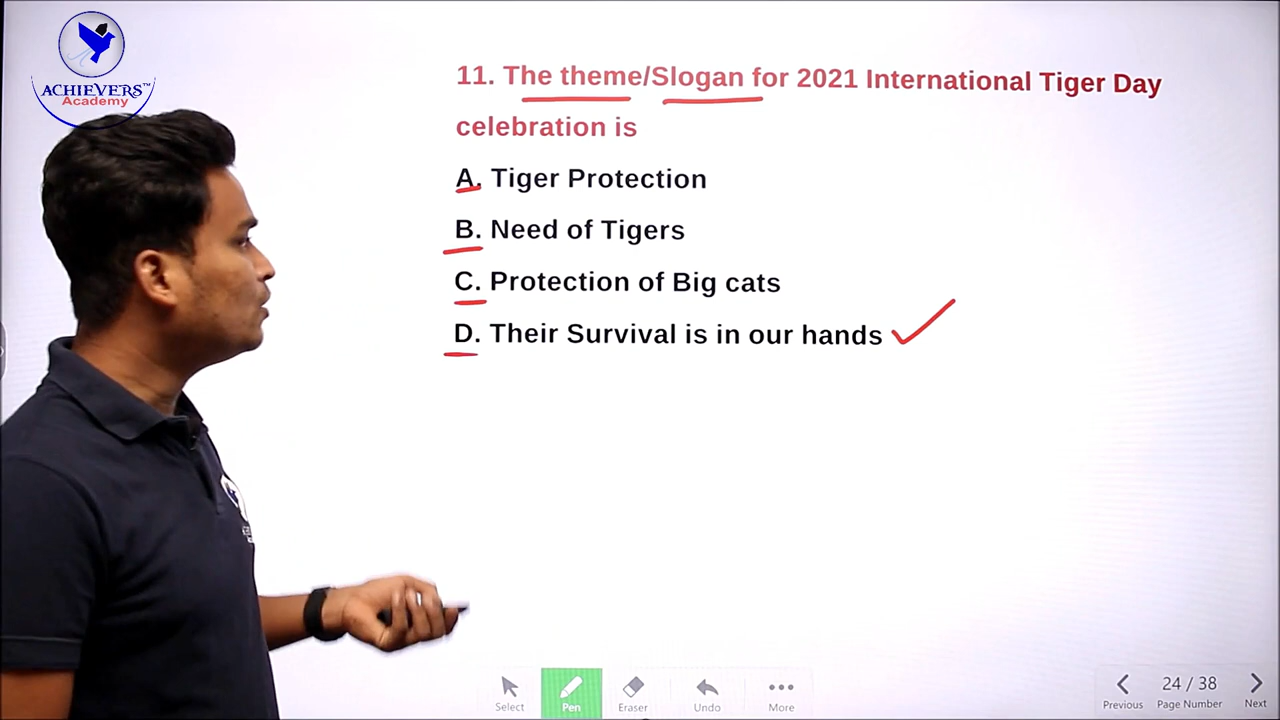 ACHIEVERS™
Academy
11. The theme/Slogan for 2021 International Tiger Day
celebration is
A. Tiger Protection
B. Need of Tigers
C. Protection of Big cats
D. Their Survival is in our hands
Select
Pen
Eraser
Undo
More
Previous
24 / 38
Page Number
Next